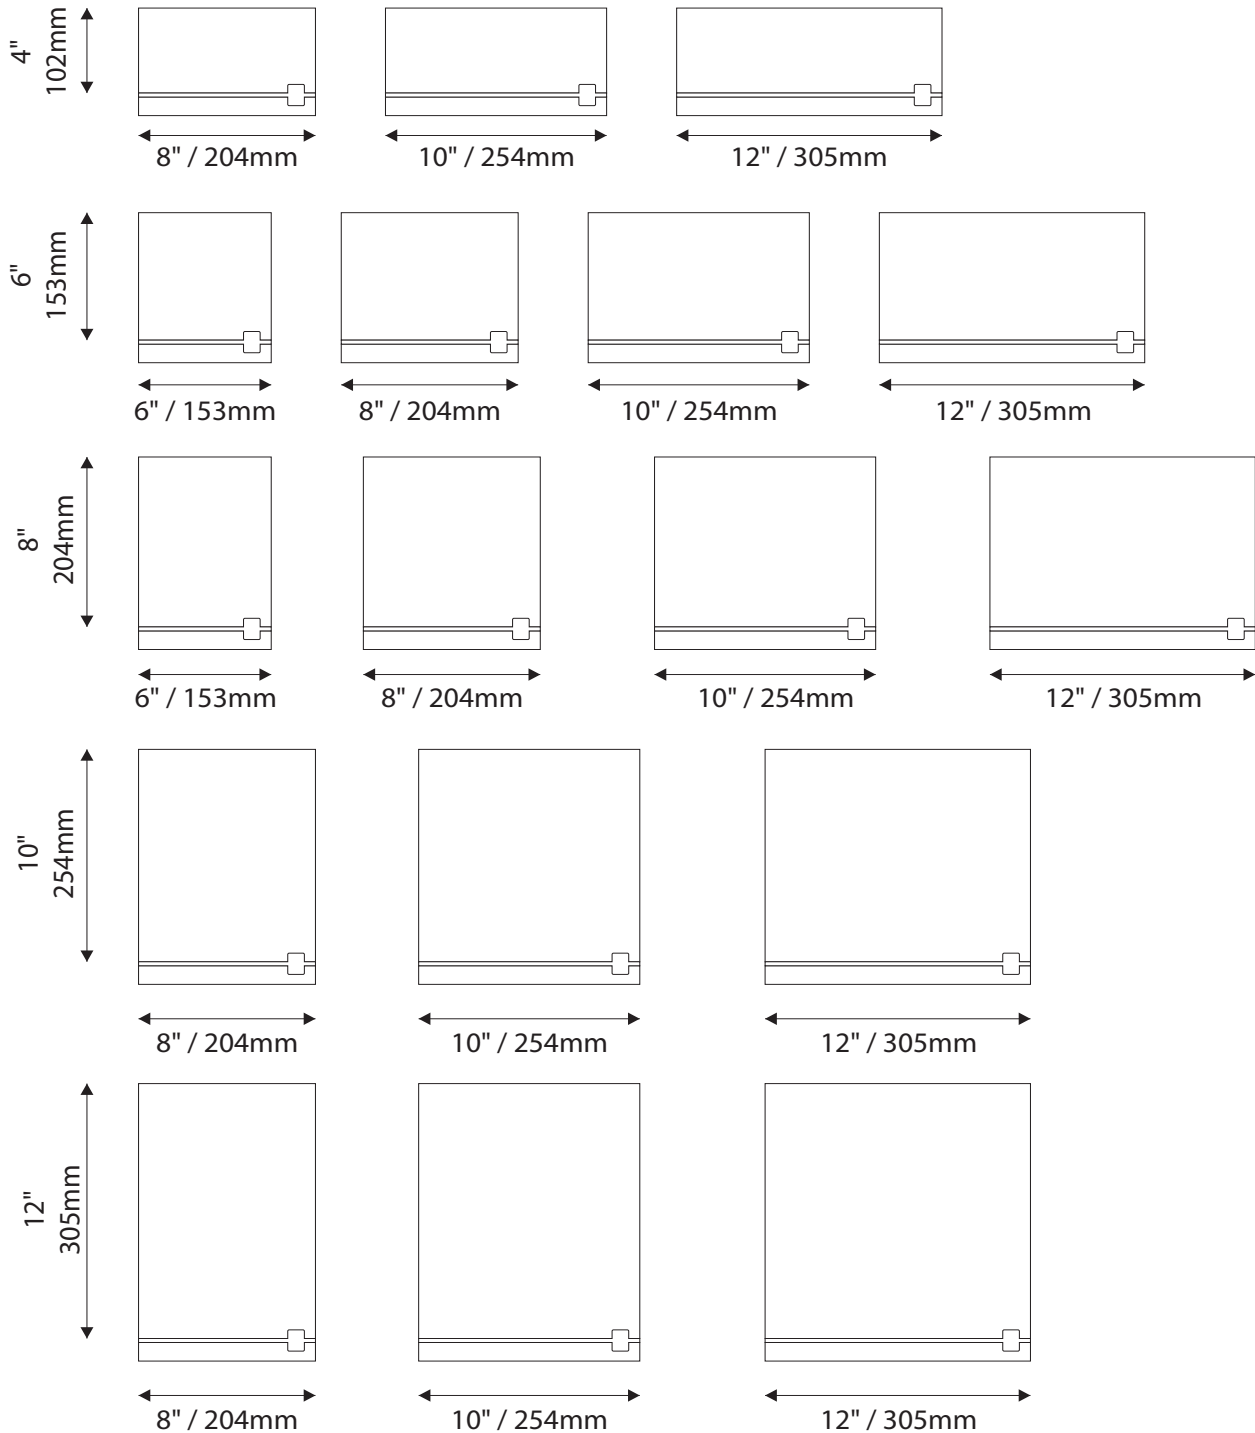 4"
102mm
8" / 204mm
10" / 254mm
12" / 305mm
6"
153mm
6" / 153mm
8" / 204mm
10" / 254mm
12" / 305mm
8"
204mm
6" / 153mm
8" / 204mm
10" / 254mm
12" / 305mm
10"
254mm
8" / 204mm
10" / 254mm
12" / 305mm
12"
305mm
8" / 204mm
10" / 254mm
12" / 305mm